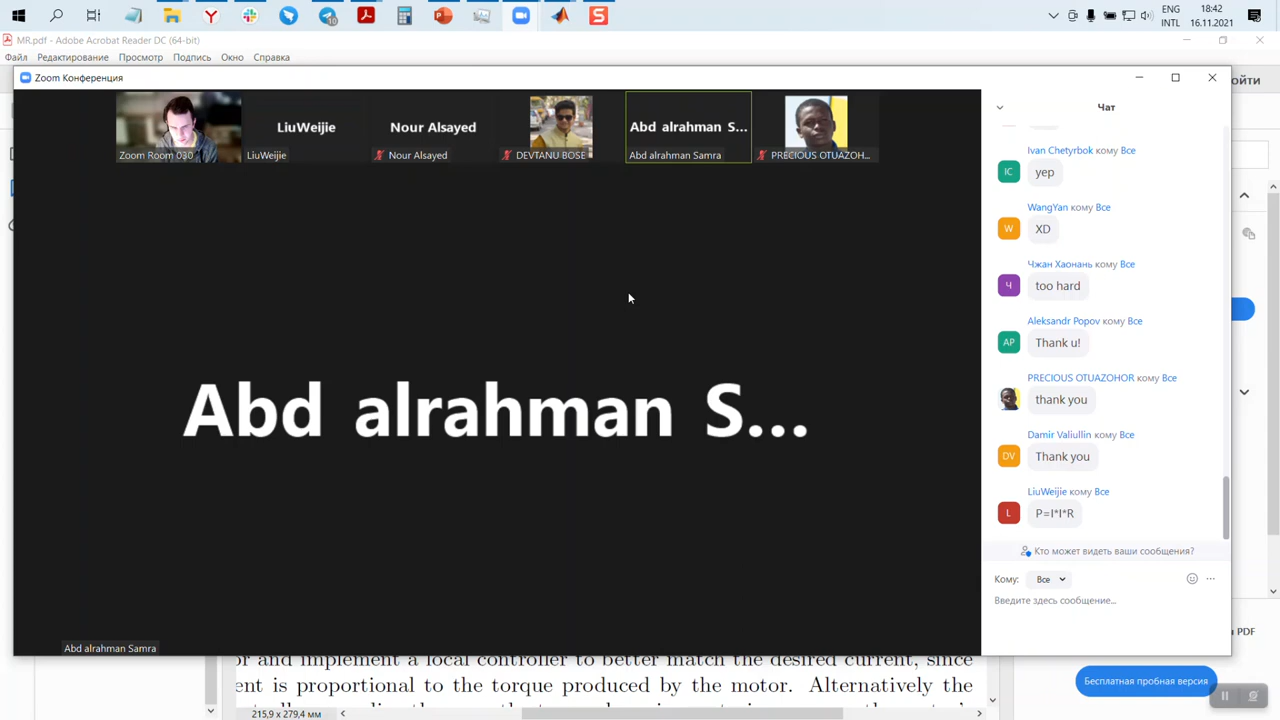 ENG
18:42
INTL
16.11.2021
10
MR.pdf - Adobe Acrobat Reader DC (64-bit)
Файл Редактирование Просмотр Окно Справка
Zoom Конференция
ойти
LiuWeijie
Nour Alsayed
Abd alrahman S...
Zoom Room 030
LiuWeijie
Nour Alsayed
DEVTANU BOSE
Abd alrahman Samra
PRECIOUS OTUAZOH...
Abd alrahman S...
Abd alrahman Samra
Чат
Ivan Chetyrbok кому Все
IC
yep
WangYan кому Все
W
XD
Чжан Хаонань кому Все
Ч
too hard
Aleksandr Popov кому Все
AP
Thank u!
PRECIOUS OTUAZOHOR кому Все
thank you
Damir Valiullin кому Все
DV
Thank you
LiuWeijie кому Все
L
P=I*I*R
Кто может видеть ваши сообщения?
Кому: Все
Введите здесь сообщение...
PDF
Бесплатная пробная версия
or and implement a local controller to better match the desired current, since
ent is proportional to the torque produced by the motor. Alternatively the
215,9 x 279,4 мм